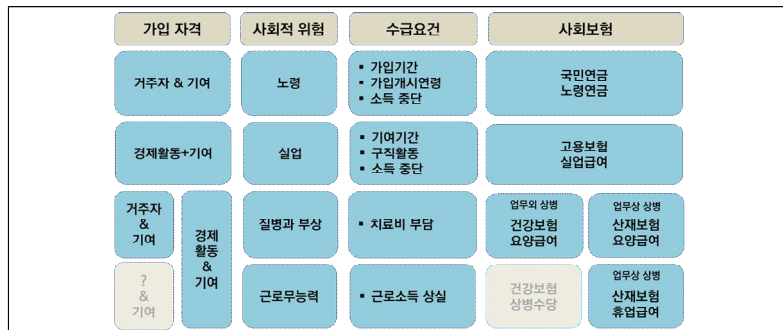 가입 자격
사회적 위험
수급요건
사회보험
거주자 & 기여
노령
▪ 가입기간
▪ 가입개시연령
▪ 소득 중단
국민연금
노령연금
경제활동+기여
실업
▪ 기여기간
▪ 구직활동
▪ 소득 중단
고용보험
실업급여
거주자
&
기여
경제
활동
&
기여
질병과 부상
▪ 치료비 부담
업무외 상병
건강보험
요양급여
업무상 상병
산재보험
요양급여
?
&
기여
근로무능력
▪ 근로소득 상실
건강보험
상병수당
업무상 상병
산재보험
휴업급여